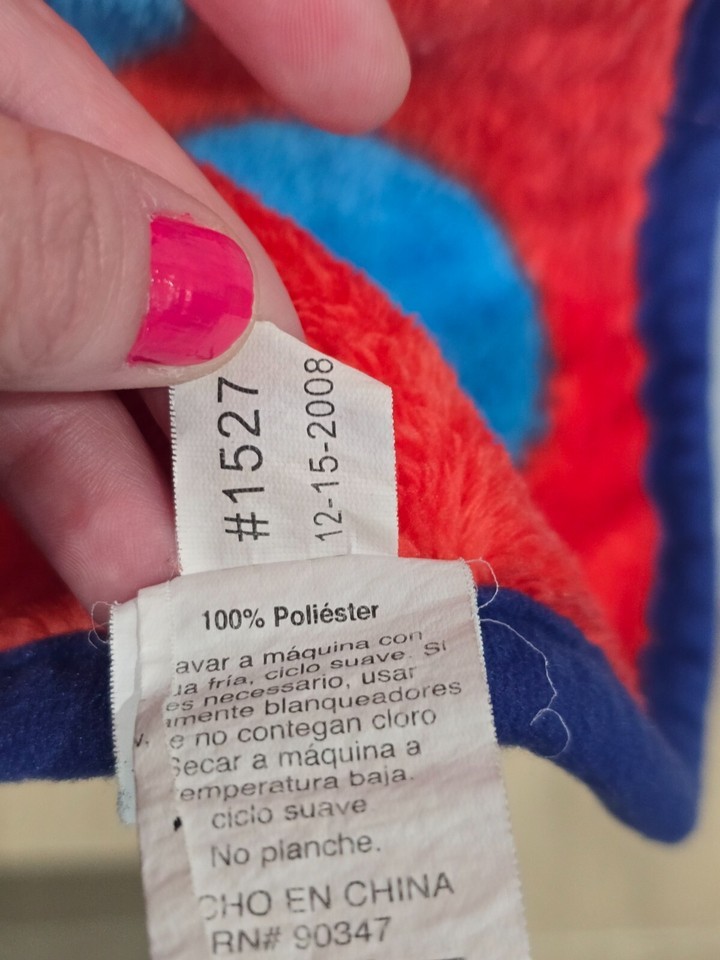 #1527
12-15-2008
100% Poliéster
avar a máquina con
ua fría, ciclo suave. Si
es necessario, usar
amente blanqueadores
e no contegan cloro
Secar a máquina a
emperatura baja.
ciclo suave
No planche.
CHO EN CHINA
RN# 90347